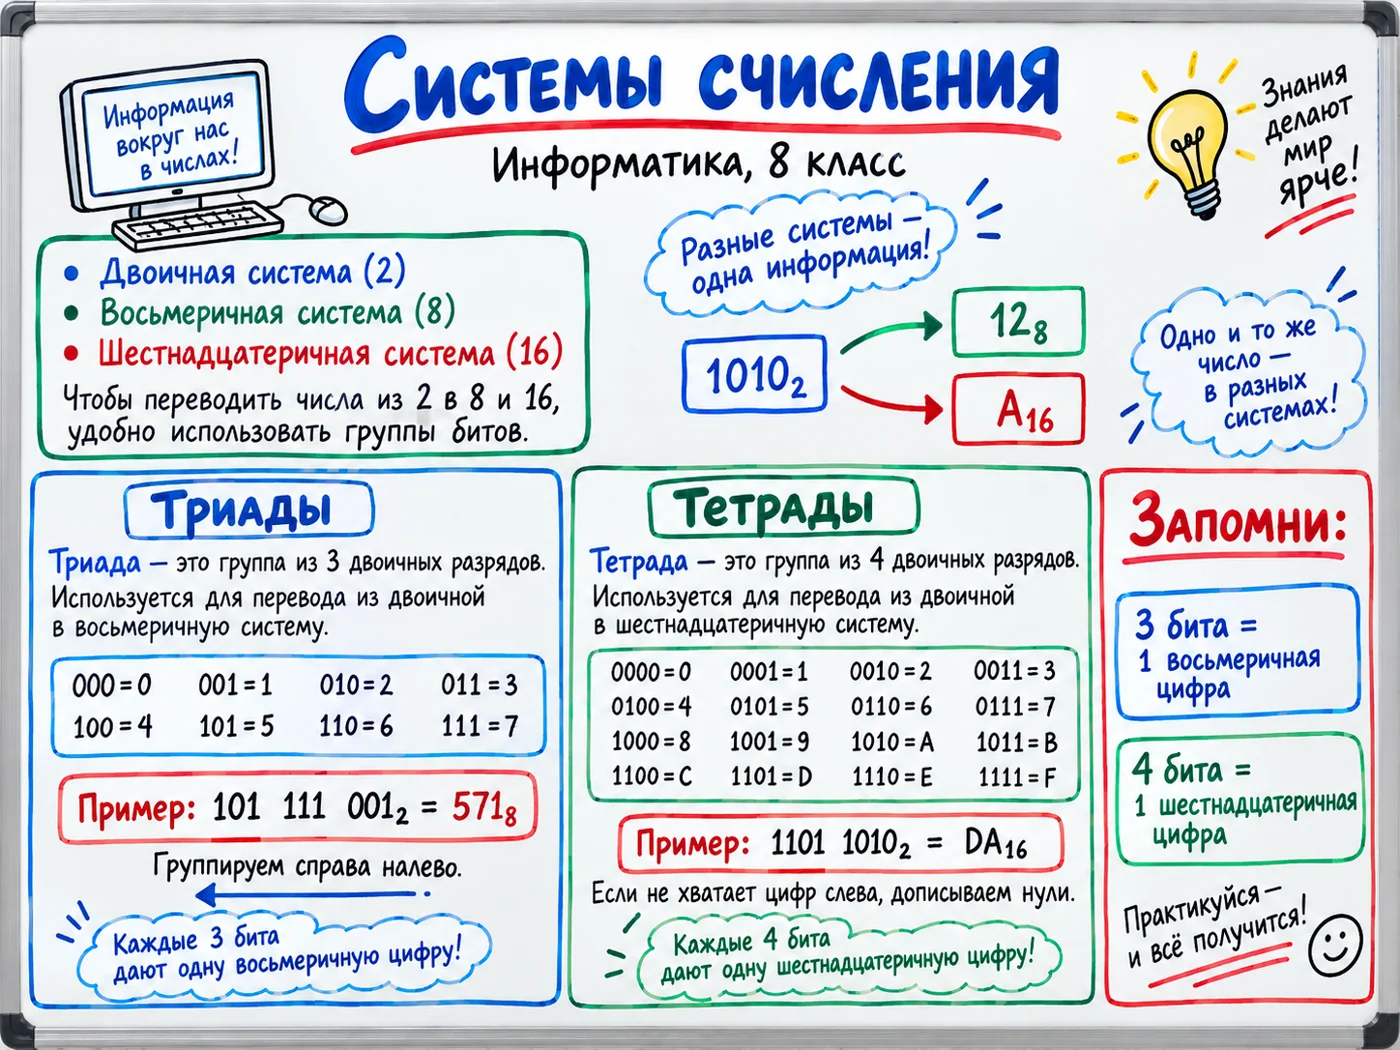 Системы счисления
Информатика, 8 класс
Информация
вокруг нас
в числах!
Знания
делают
мир
ярче!
• Двоичная система (2)
• Восьмеричная система (8)
• Шестнадцатеричная система (16)
Чтобы переводить числа из 2 в 8 и 16,
удобно использовать группы битов.
Разные системы –
одна информация!
1010₂
12₈
A₁₆
Одно и то же
число –
в разных
системах!
Триады
Триада – это группа из 3 двоичных разрядов.
Используется для перевода из двоичной
в восьмеричную систему.
000=0 001=1 010=2 011=3
100=4 101=5 110=6 111=7
Пример: 101 111 001₂ = 571₈
Группируем справа налево.
Каждые 3 бита
дают одну восьмеричную цифру!
Тетрады
Тетрада – это группа из 4 двоичных разрядов.
Используется для перевода из двоичной
в шестнадцатеричную систему.
0000=0 0001=1 0010=2 0011=3
0100=4 0101=5 0110=6 0111=7
1000=8 1001=9 1010=A 1011=B
1100=C 1101=D 1110=E 1111=F
Пример: 1101 1010₂ = DA₁₆
Если не хватает цифр слева, дописываем нули.
Каждые 4 бита
дают одну шестнадцатеричную цифру!
Запомни:
3 бита =
1 восьмеричная
цифра
4 бита =
1 шестнадцатеричная
цифра
Практикуйся –
и всё получится!